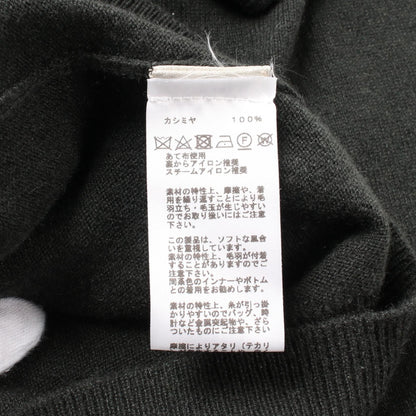 カシミヤ 100%
F
あて布使用
裏からアイロン推奨
スチームアイロン推奨
素材の特性上、摩擦や、着
用を繰り返すことにより毛
羽立ち・毛玉が生じやすい
のでお取り扱いにはご注意
下さい。
この製品は、ソフトな風合
いを重視しています。
素材の特性上、毛羽が付着
することがありますのでご
注意下さい。
同系色のインナーやボトム
との着用をお勧めします。
素材の特性上、糸が引っ掛
かりやすいのでバッグ、時
計など金属突起物や、ざら
ついたものにご注意下さい
摩擦によりアタリ(テカリ